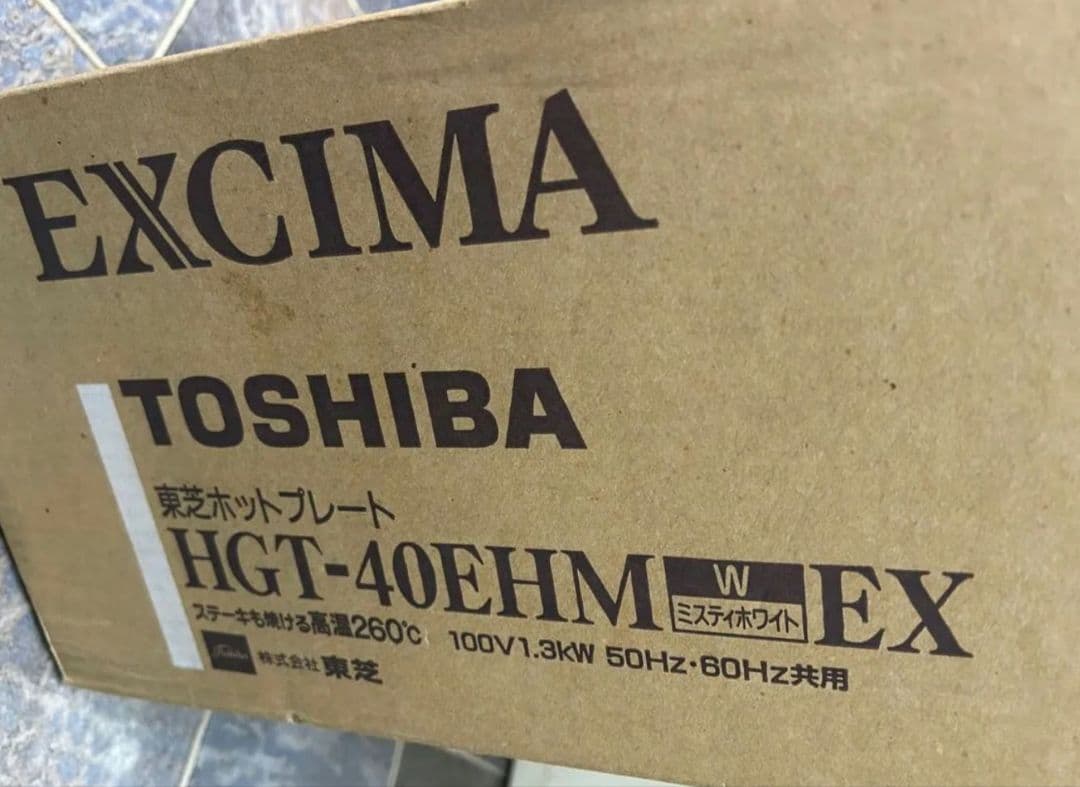 EXCIMA
TOSHIBA
東芝ホットプレート
HGT-40EHM W ミスティホワイト EX
ステーキも焼ける高温260℃ 100V1.3kW 50Hz・60Hz共用
Toshiba 株式会社 東芝